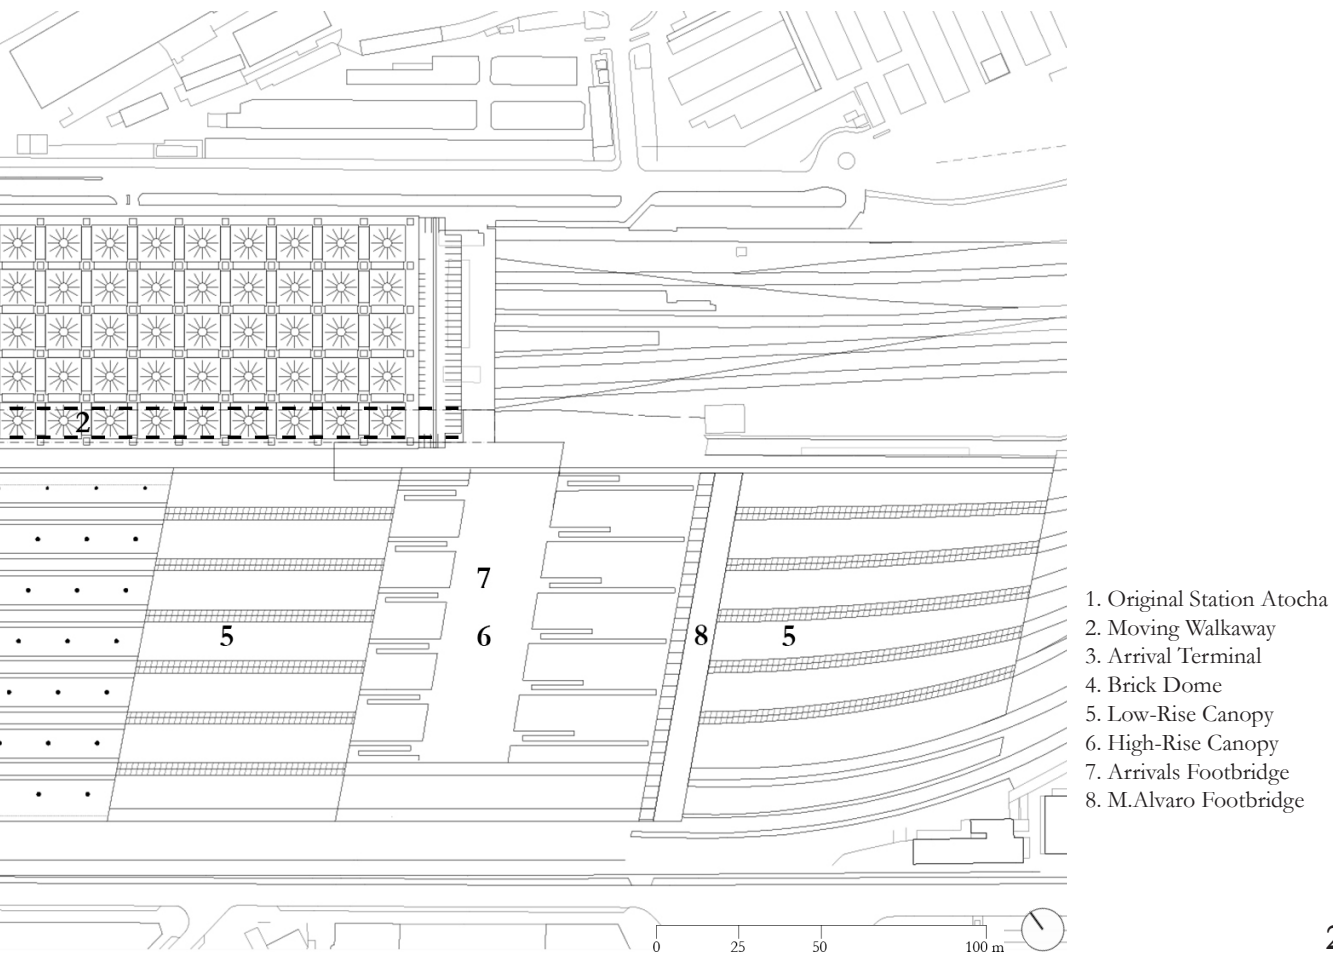 2
7
5
6
8
5
1. Original Station Atocha
2. Moving Walkaway
3. Arrival Terminal
4. Brick Dome
5. Low-Rise Canopy
6. High-Rise Canopy
7. Arrivals Footbridge
8. M.Alvaro Footbridge
0 25 50 100 m
2